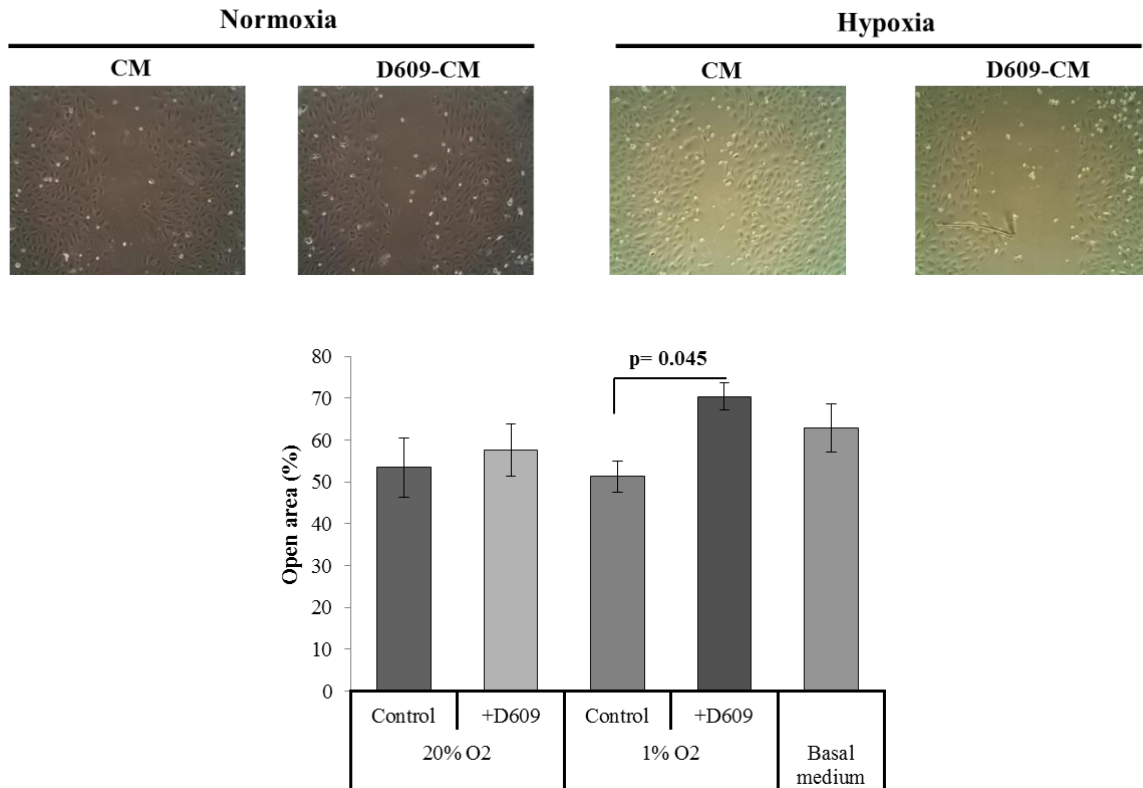 Normoxia Hypoxia
CM D609-CM CM D609-CM
p= 0.045
80
70
60
50
40
30
20
10
0
Open area (%)
Control +D609 Control +D609
20% O2 1% O2 Basal
medium